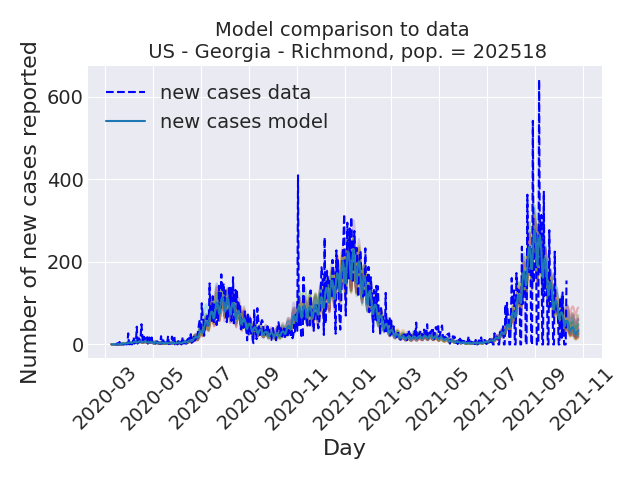 Model comparison to data
US - Georgia - Richmond, pop. = 202518
Number of new cases reported
600
400
200
0
new cases data
new cases model
2020-03
2020-05
2020-07
2020-09
2020-11
2021-01
2021-03
2021-05
2021-07
2021-09
2021-11
Day